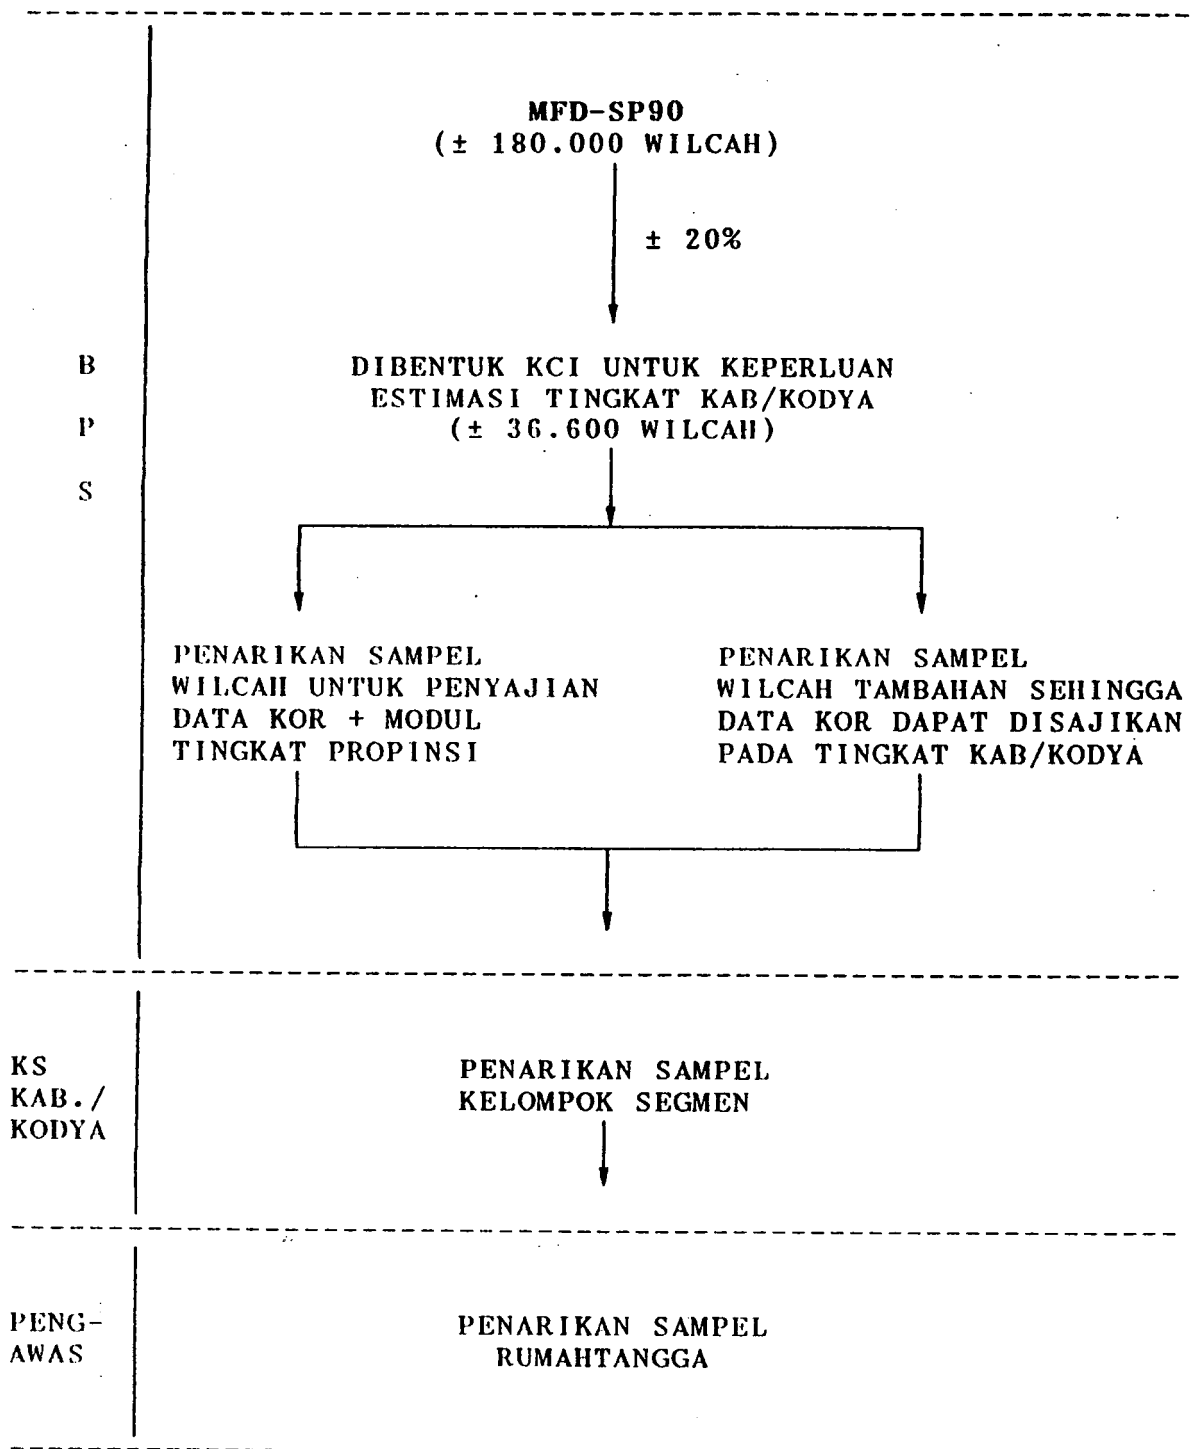 MFD-SP90
(± 180.000 WILCAH)
± 20%
B
P
S
DIBENTUK KCI UNTUK KEPERLUAN
ESTIMASI TINGKAT KAB/KODYA
(± 36.600 WILCAH)
PENARIKAN SAMPEL
WILCAH UNTUK PENYAJIAN
DATA KOR + MODUL
TINGKAT PROPINSI
PENARIKAN SAMPEL
WILCAH TAMBAHAN SEHINGGA
DATA KOR DAPAT DISAJIKAN
PADA TINGKAT KAB/KODYA
KS
KAB./
KODYA
PENARIKAN SAMPEL
KELOMPOK SEGMEN
PENG-
AWAS
PENARIKAN SAMPEL
RUMAHTANGGA